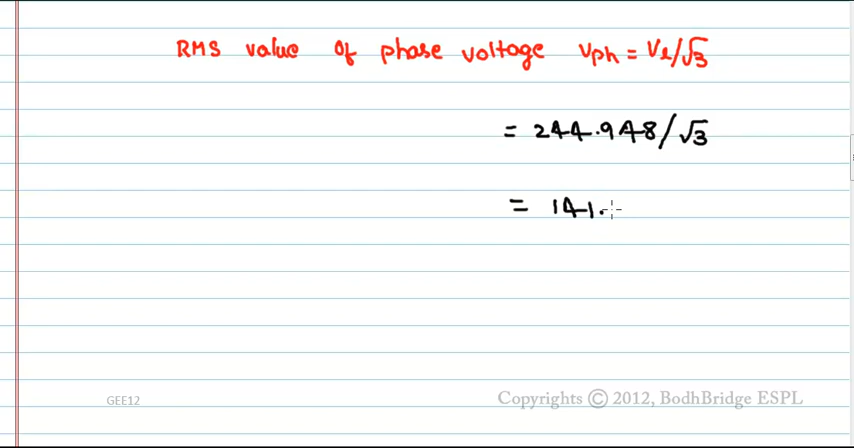 RMS value of phase voltage Vph = Vl/√3
= 244.948/√3
= 141.
GEE12
Copyrights © 2012, BodhBridge ESPL